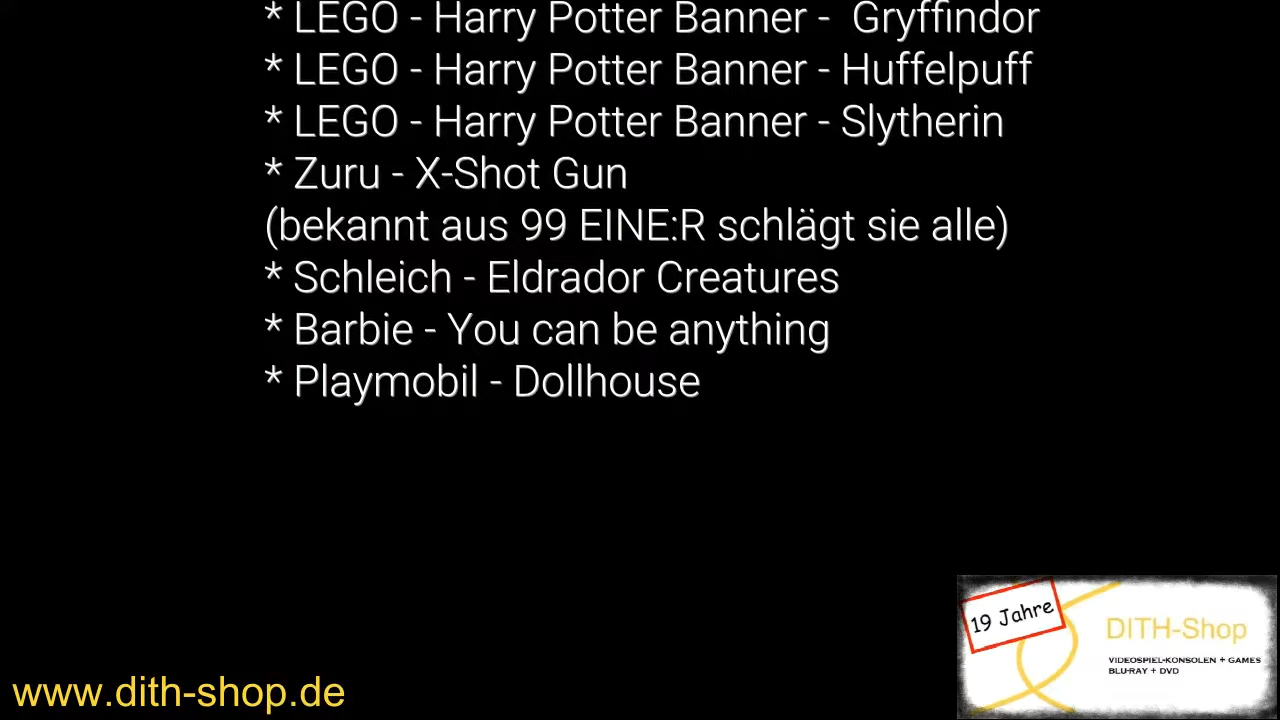 * LEGO - Harry Potter Banner -  Gryffindor
* LEGO - Harry Potter Banner - Huffelpuff
* LEGO - Harry Potter Banner - Slytherin
* Zuru - X-Shot Gun
(bekannt aus 99 EINE:R schlägt sie alle)
* Schleich - Eldrador Creatures
* Barbie - You can be anything
* Playmobil - Dollhouse
19 Jahre
DITH-Shop
VIDEOSPIEL-KONSOLEN + GAMES
BLU-RAY + DVD
www.dith-shop.de